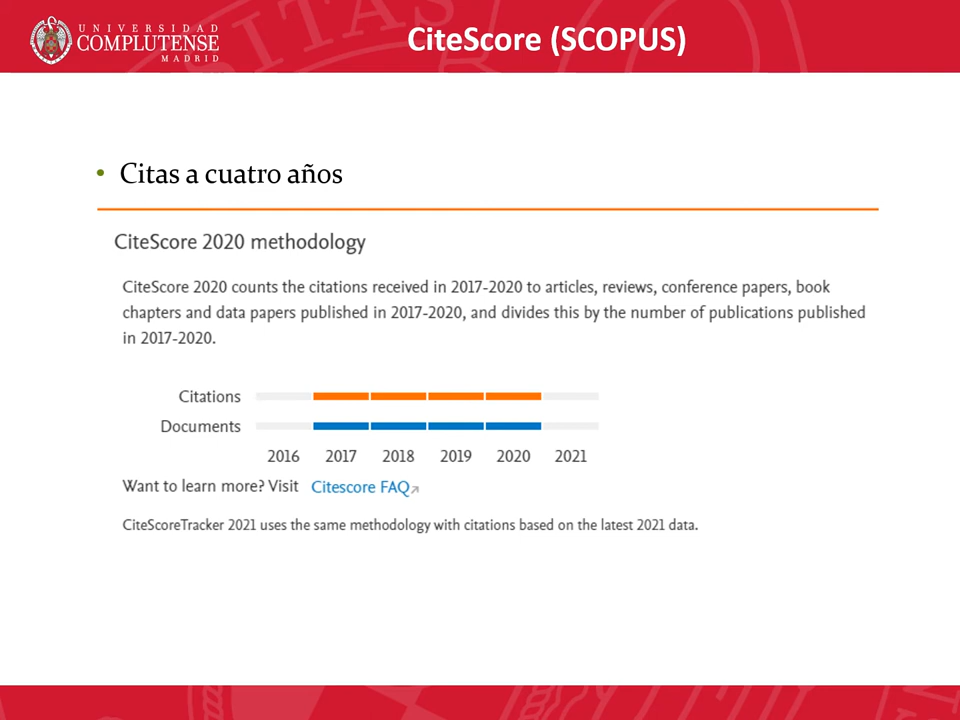 UNIVERSIDAD
COMPLUTENSE
MADRID
CiteScore (SCOPUS)
• Citas a cuatro años
CiteScore 2020 methodology
CiteScore 2020 counts the citations received in 2017-2020 to articles, reviews, conference papers, book
chapters and data papers published in 2017-2020, and divides this by the number of publications published
in 2017-2020.
Citations
Documents
2016 2017 2018 2019 2020 2021
Want to learn more? Visit Citescore FAQ↗
CiteScoreTracker 2021 uses the same methodology with citations based on the latest 2021 data.